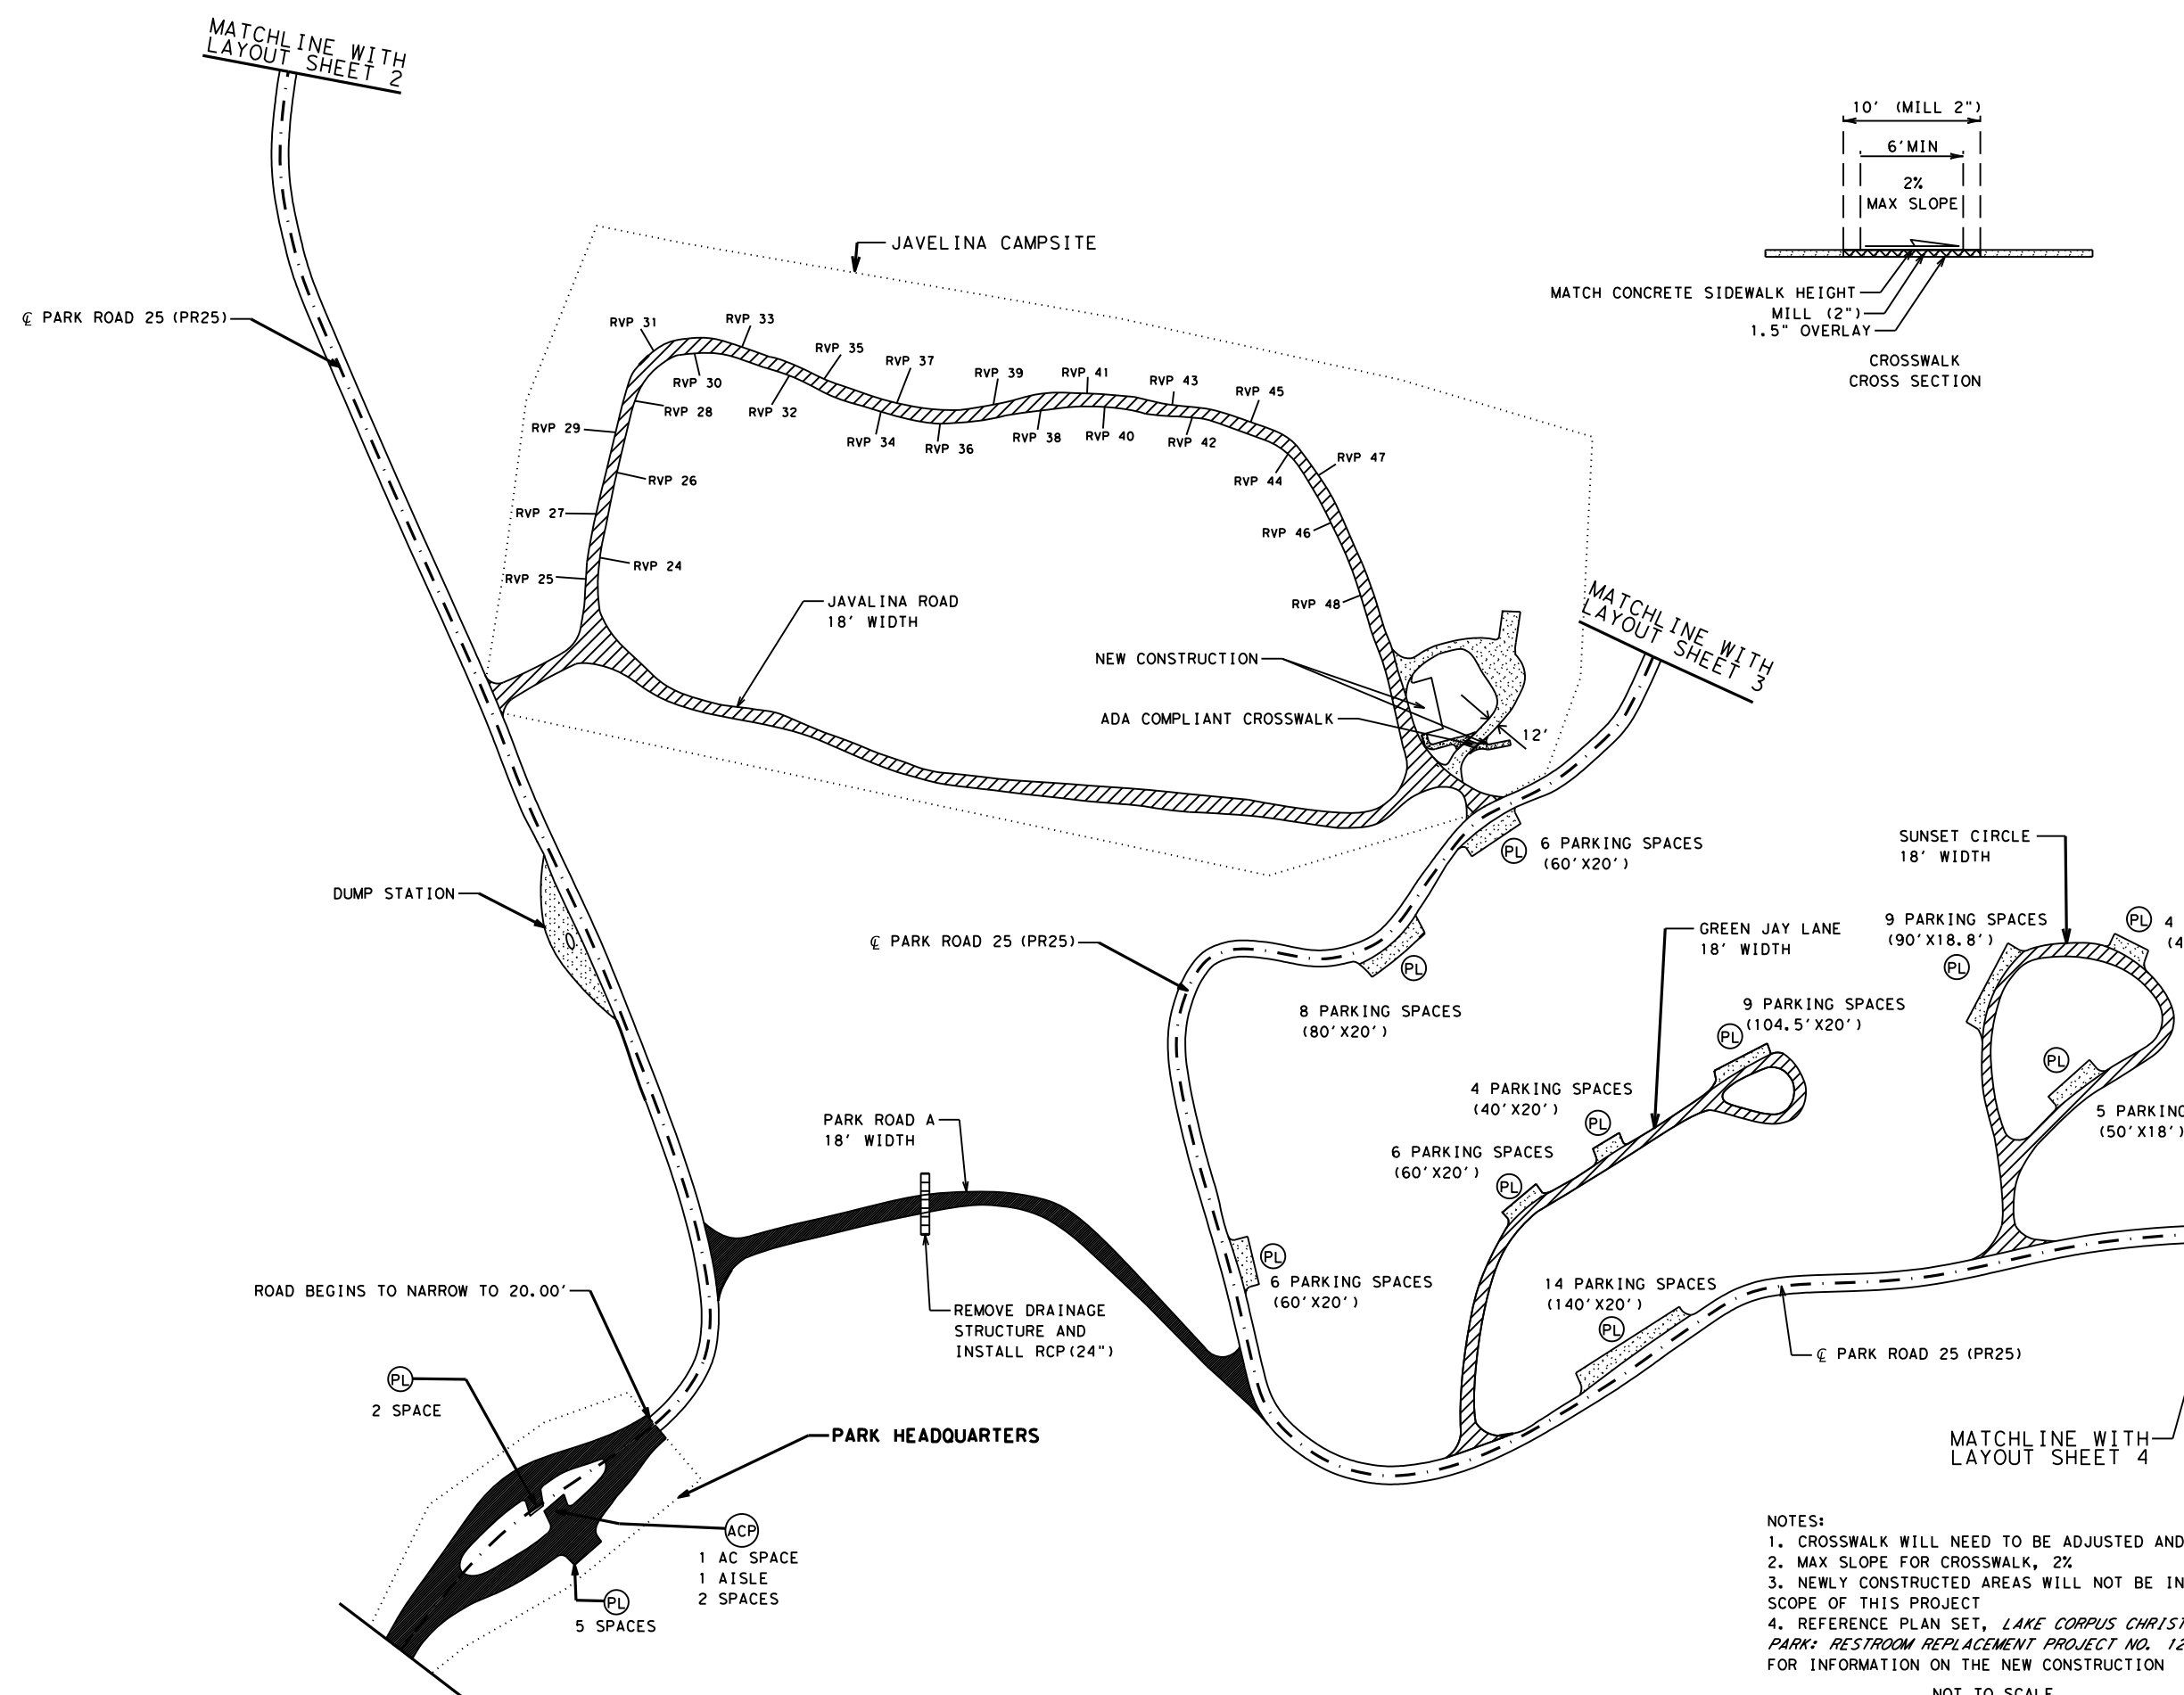 MATCHLINE WITH
LAYOUT SHEET 2
10' (MILL 2")
6'MIN
2%
MAX SLOPE
MATCH CONCRETE SIDEWALK HEIGHT
MILL (2")
1.5" OVERLAY
CROSSWALK
CROSS SECTION
JAVELINA CAMPSITE
℄ PARK ROAD 25 (PR25)
RVP 31
RVP 33
RVP 35
RVP 37
RVP 39
RVP 41
RVP 43
RVP 45
RVP 30
RVP 28
RVP 32
RVP 34
RVP 36
RVP 38
RVP 40
RVP 42
RVP 44
RVP 47
RVP 29
RVP 26
RVP 27
RVP 46
RVP 25
RVP 24
RVP 48
JAVALINA ROAD
18' WIDTH
NEW CONSTRUCTION
ADA COMPLIANT CROSSWALK
12'
MATCHLINE WITH
LAYOUT SHEET 3
PL
6 PARKING SPACES
(60'X20')
SUNSET CIRCLE
18' WIDTH
DUMP STATION
℄ PARK ROAD 25 (PR25)
PL
8 PARKING SPACES
(80'X20')
GREEN JAY LANE
18' WIDTH
9 PARKING SPACES
(90'X18.8')
PL
PL
4
(4
9 PARKING SPACES
(104.5'X20')
PL
PL
5 PARKING
(50'X18')
4 PARKING SPACES
(40'X20')
PL
6 PARKING SPACES
(60'X20')
PL
PARK ROAD A
18' WIDTH
PL
6 PARKING SPACES
(60'X20')
14 PARKING SPACES
(140'X20')
PL
℄ PARK ROAD 25 (PR25)
ROAD BEGINS TO NARROW TO 20.00'
REMOVE DRAINAGE
STRUCTURE AND
INSTALL RCP(24")
PL
2 SPACE
PARK HEADQUARTERS
ACP
1 AC SPACE
1 AISLE
2 SPACES
PL
5 SPACES
MATCHLINE WITH
LAYOUT SHEET 4
NOTES:
1. CROSSWALK WILL NEED TO BE ADJUSTED AND
2. MAX SLOPE FOR CROSSWALK, 2%
3. NEWLY CONSTRUCTED AREAS WILL NOT BE IN
SCOPE OF THIS PROJECT
4. REFERENCE PLAN SET, LAKE CORPUS CHRIST
PARK: RESTROOM REPLACEMENT PROJECT NO. 12
FOR INFORMATION ON THE NEW CONSTRUCTION
NOT TO SCALE